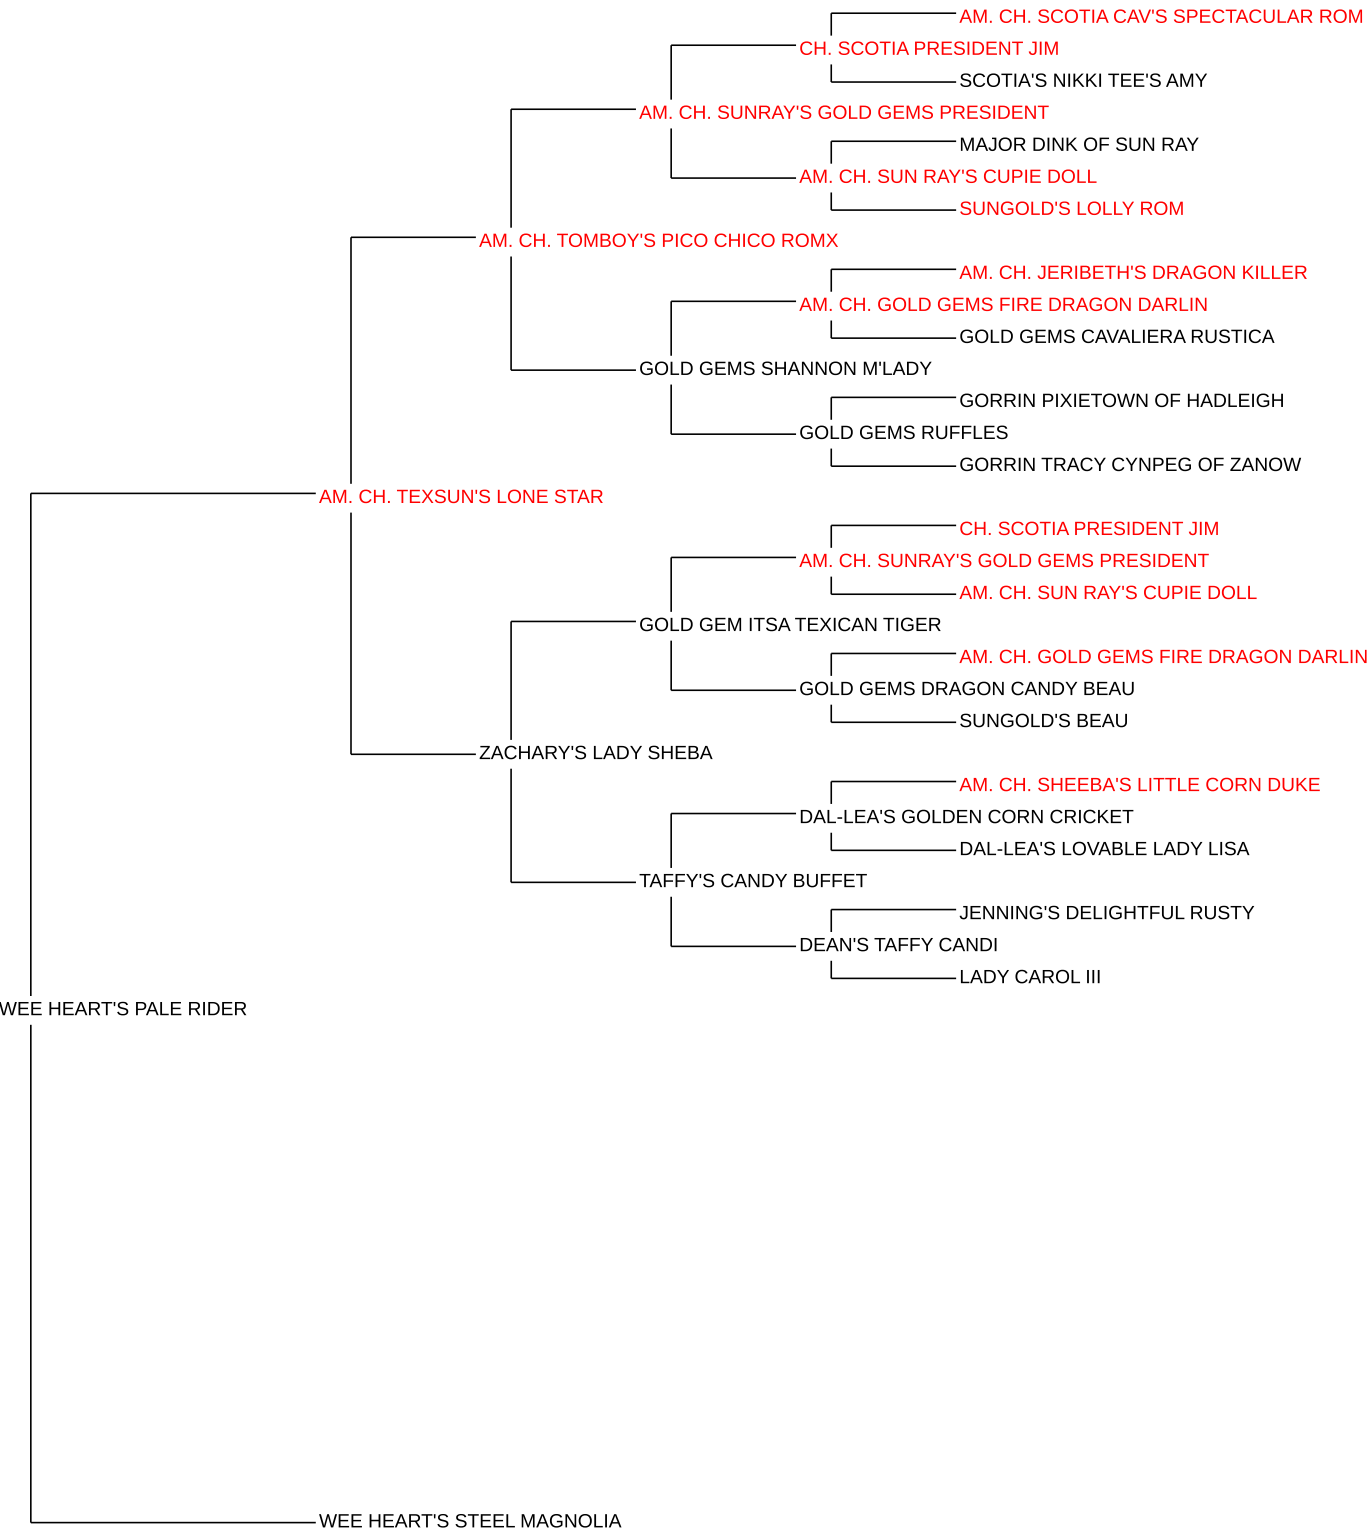 AM. CH. SCOTIA CAV'S SPECTACULAR ROM
CH. SCOTIA PRESIDENT JIM
SCOTIA'S NIKKI TEE'S AMY
AM. CH. SUNRAY'S GOLD GEMS PRESIDENT
MAJOR DINK OF SUN RAY
AM. CH. SUN RAY'S CUPIE DOLL
SUNGOLD'S LOLLY ROM
AM. CH. TOMBOY'S PICO CHICO ROMX
AM. CH. JERIBETH'S DRAGON KILLER
AM. CH. GOLD GEMS FIRE DRAGON DARLIN
GOLD GEMS CAVALIERA RUSTICA
GOLD GEMS SHANNON M'LADY
GORRIN PIXIETOWN OF HADLEIGH
GOLD GEMS RUFFLES
GORRIN TRACY CYNPEG OF ZANOW
AM. CH. TEXSUN'S LONE STAR
CH. SCOTIA PRESIDENT JIM
AM. CH. SUNRAY'S GOLD GEMS PRESIDENT
AM. CH. SUN RAY'S CUPIE DOLL
GOLD GEM ITSA TEXICAN TIGER
AM. CH. GOLD GEMS FIRE DRAGON DARLIN
GOLD GEMS DRAGON CANDY BEAU
SUNGOLD'S BEAU
ZACHARY'S LADY SHEBA
AM. CH. SHEEBA'S LITTLE CORN DUKE
DAL-LEA'S GOLDEN CORN CRICKET
DAL-LEA'S LOVABLE LADY LISA
TAFFY'S CANDY BUFFET
JENNING'S DELIGHTFUL RUSTY
DEAN'S TAFFY CANDI
LADY CAROL III
WEE HEART'S PALE RIDER
WEE HEART'S STEEL MAGNOLIA